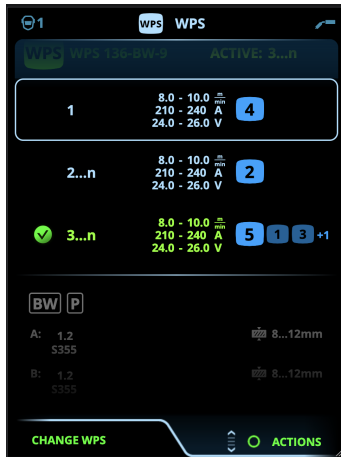 1 WPS WPS
WPS WPS 136-BW-9 ACTIVE: 3...n
1 8.0 - 10.0 m/min 4
210 - 240 A
24.0 - 26.0 V
2...n 8.0 - 10.0 m/min 2
210 - 240 A
24.0 - 26.0 V
3...n 8.0 - 10.0 m/min 5 1 3 +1
210 - 240 A
24.0 - 26.0 V
BW P
A: 1.2 8...12mm
S355
B: 1.2 8...12mm
S355
CHANGE WPS ACTIONS